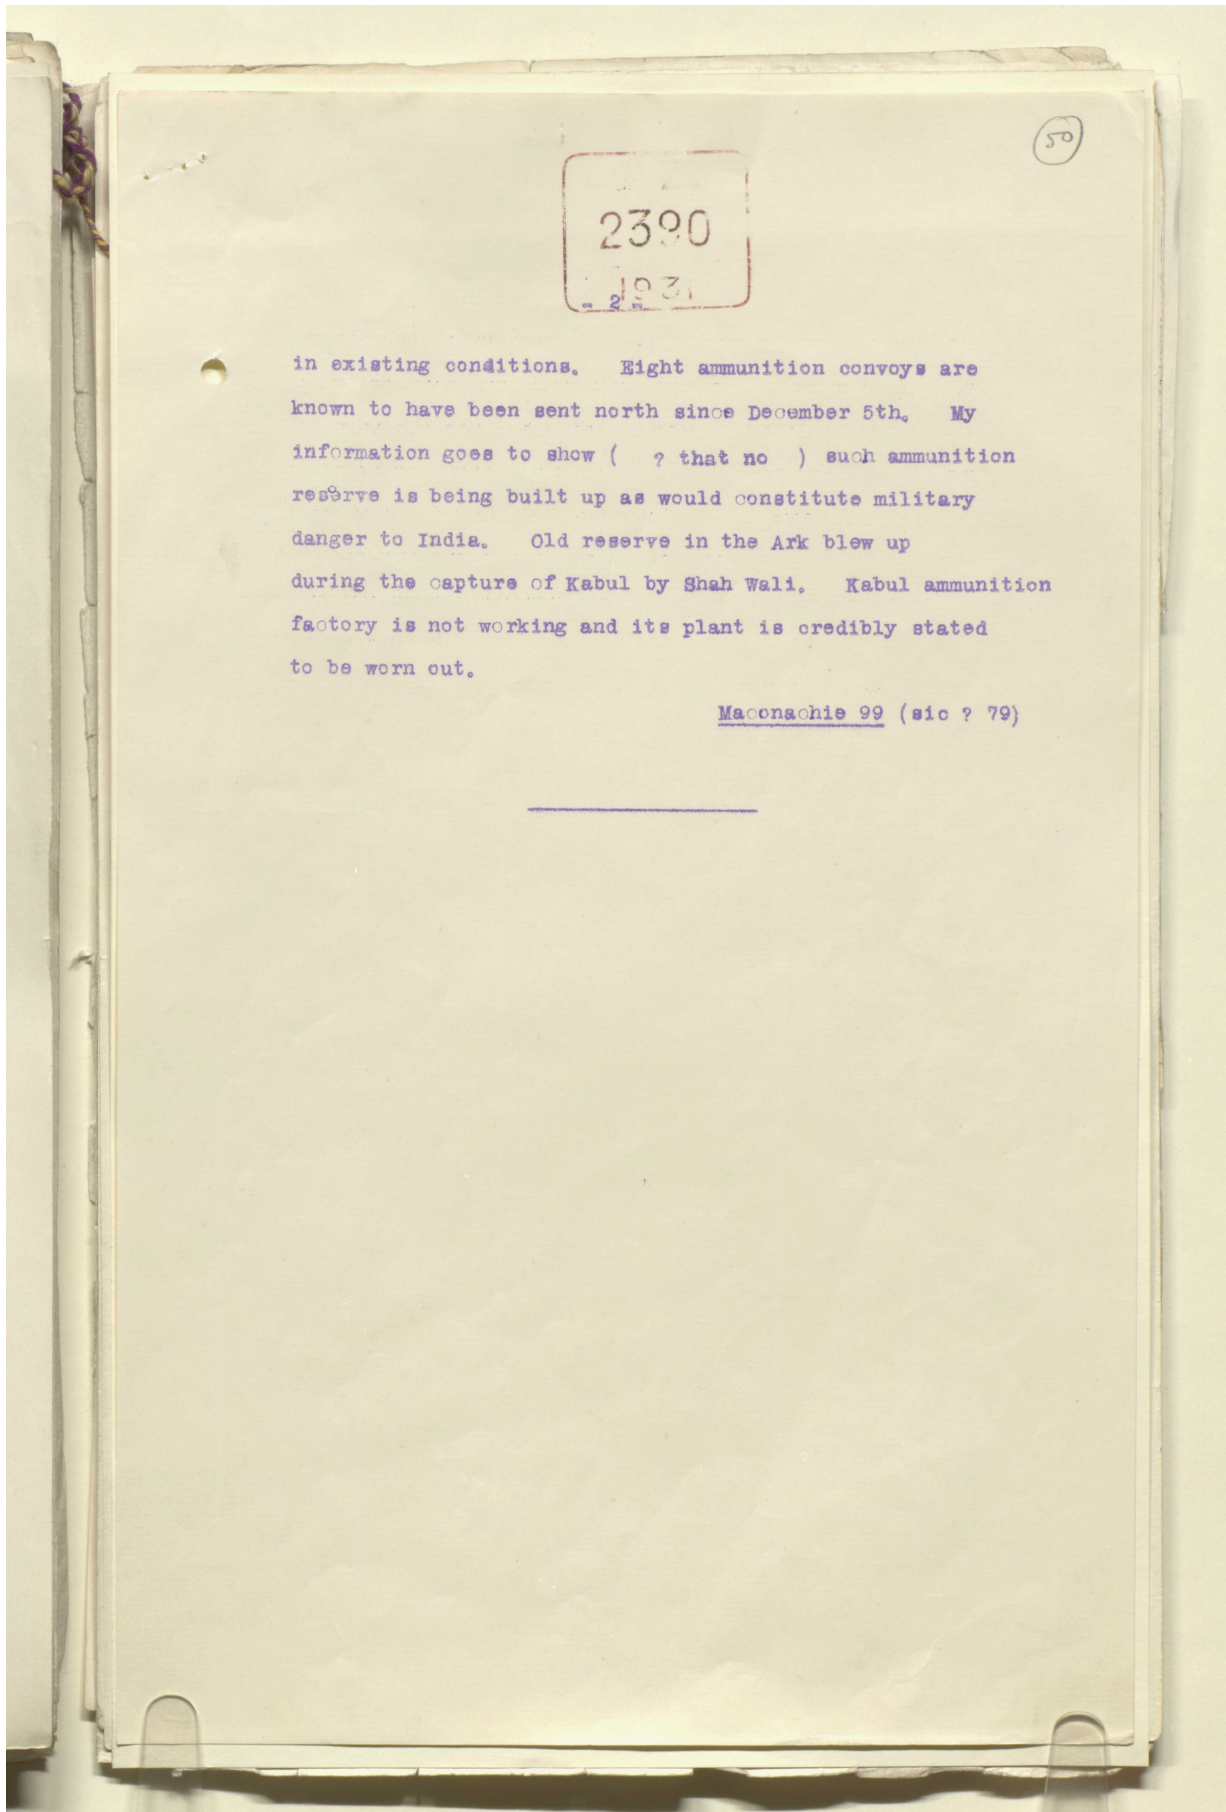 50
2390
1931
- 2 -
in existing conditions. Eight ammunition convoys are
known to have been sent north since December 5th. My
information goes to show ( ? that no ) such ammunition
reserve is being built up as would constitute military
danger to India. Old reserve in the Ark blew up
during the capture of Kabul by Shah Wali. Kabul ammunition
factory is not working and its plant is credibly stated
to be worn out.
Maconachie 99 (sic ? 79)